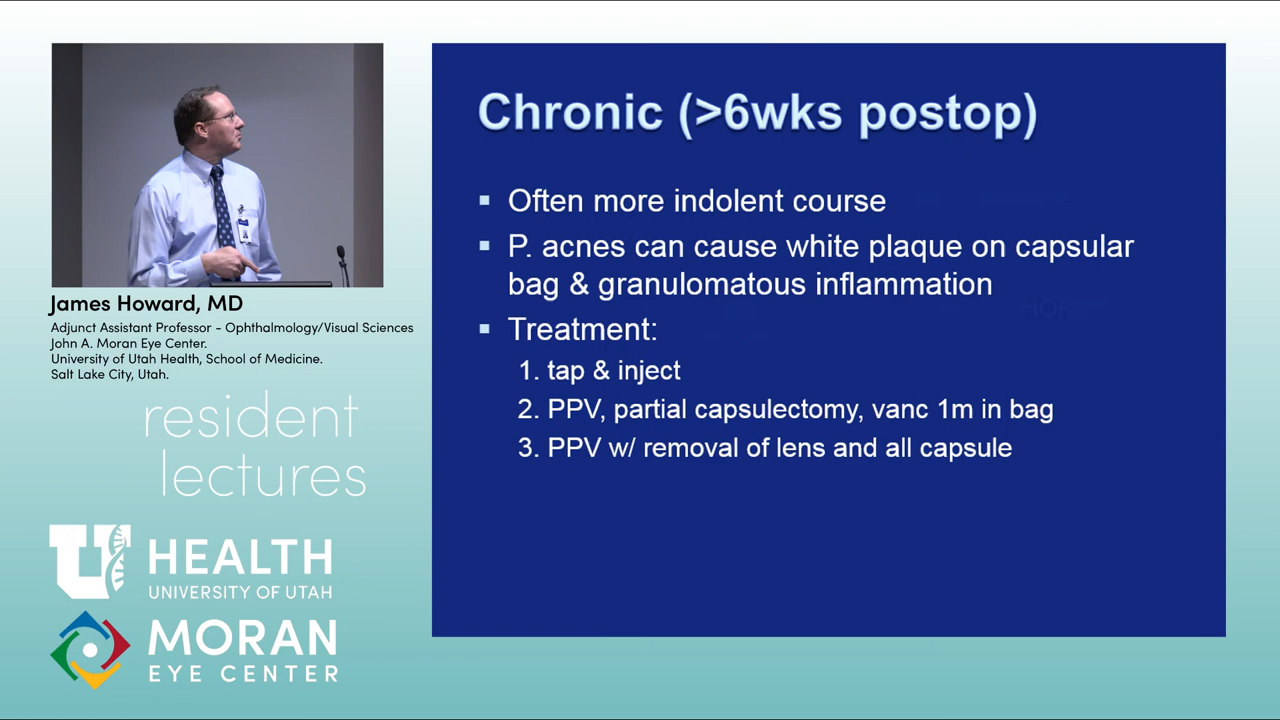 James Howard, MD
Adjunct Assistant Professor - Ophthalmology/Visual Sciences
John A. Moran Eye Center.
University of Utah Health, School of Medicine.
Salt Lake City, Utah.
resident
lectures
U HEALTH
UNIVERSITY OF UTAH
MORAN
EYE CENTER
Chronic (>6wks postop)
▪ Often more indolent course
▪ P. acnes can cause white plaque on capsular
bag & granulomatous inflammation
▪ Treatment:
1. tap & inject
2. PPV, partial capsulectomy, vanc 1m in bag
3. PPV w/ removal of lens and all capsule